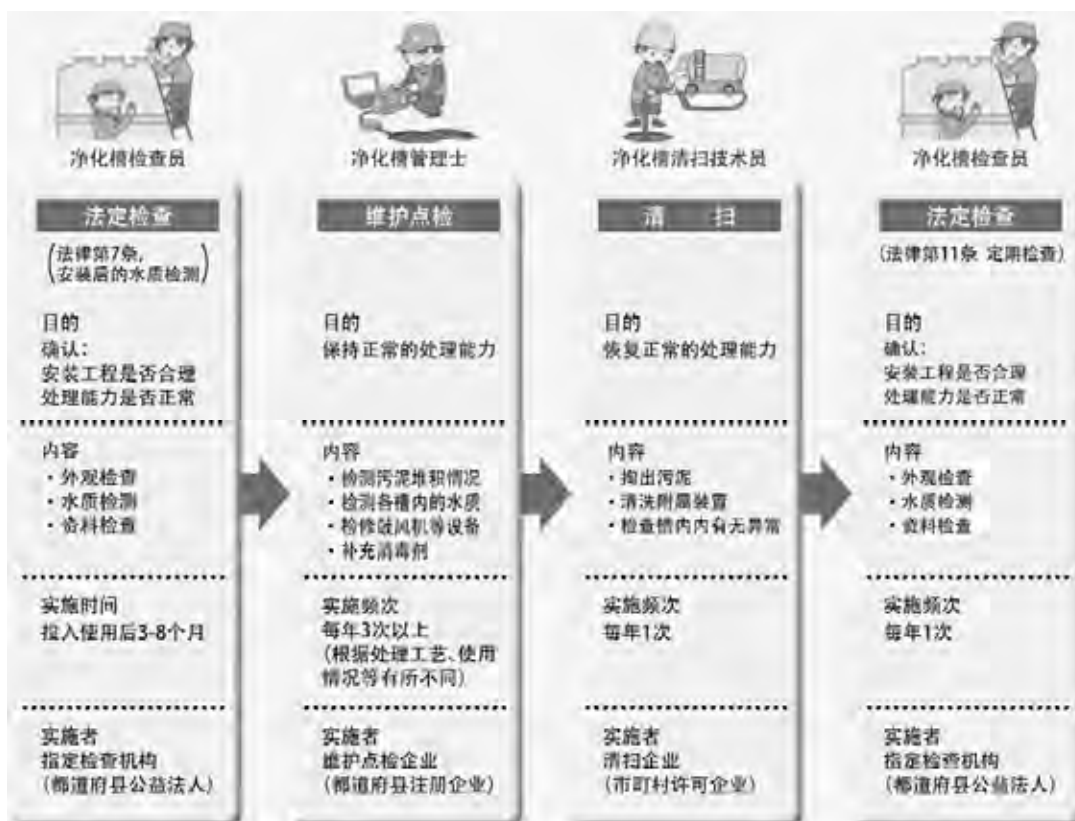 净化槽检查员
法定检查
(法律第7条,
安装层的水质检测)
目的
确认:
安装工程是否合理
处理能力是否正常
内容
·外观检查
·水质检测
·资料检查
实施时间
拉入使用后3-8个月
实施者
指定检查机构
(都道府县公益法人)
净化槽管理士
维护点检
目的
保持正常的处理能力
内容
·检测污泥堆积情况
·检测各槽内的水质
·检修鼓风机等设备
·补充消毒剂
实施频次
每年3次以上
(根据处理工艺、使用
情况等有所不同)
实施者
维护点检企业
(都道府县注册企业)
净化槽清扫技术员
清 扫
目的
恢复正常的处理能力
内容
·掏出污泥
·清洗附属装置
·检查槽内内有无异常
实施频次
每年1次
实施者
清扫企业
(市町村许可企业)
净化槽检查员
法定检查
(法律第11条 定期检查)
目的
确认:
安装工程是否合理
处理能力是否正常
内容
·外观检查
·水质检测
·资料检查
实施频次
每年1次
实施者
指定检查机构
(都道府县公益法人)